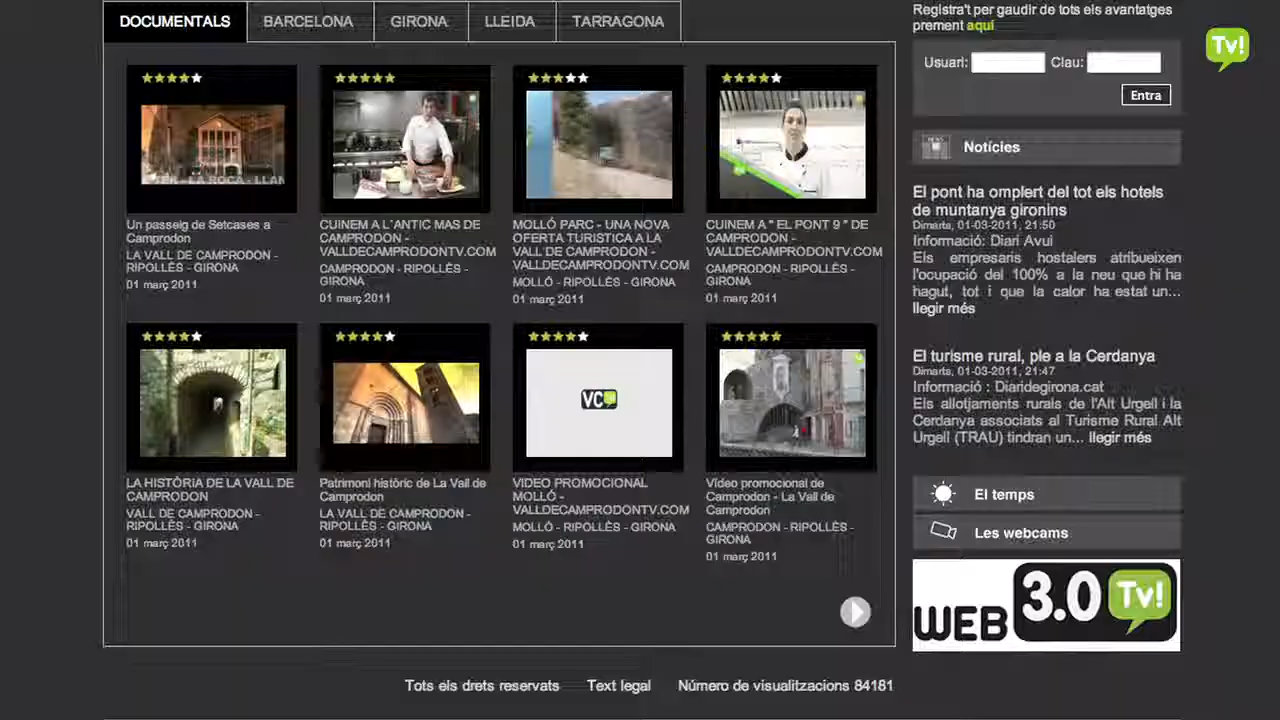 DOCUMENTALS
BARCELONA
GIRONA
LLEIDA
TARRAGONA
Un passeig de Setcases a
Camprodon
LA VALL DE CAMPRODON -
RIPOLLÈS - GIRONA
01 març 2011
CUINEM A L'ANTIC MAS DE
CAMPRODON -
VALLDECAMPRODONTV.COM
CAMPRODON - RIPOLLÈS -
GIRONA
01 març 2011
MOLLÓ PARC - UNA NOVA
OFERTA TURISTICA A LA
VALL DE CAMPRODON -
VALLDECAMPRODONTV.COM
MOLLÓ - RIPOLLÈS - GIRONA
01 març 2011
CUINEM A " EL PONT 9 " DE
CAMPRODON -
VALLDECAMPRODONTV.COM
CAMPRODON - RIPOLLÈS -
GIRONA
01 març 2011
VC
LA HISTÒRIA DE LA VALL DE
CAMPRODON
VALL DE CAMPRODON -
RIPOLLÈS - GIRONA
01 març 2011
Patrimoni històric de La Vall de
Camprodon
LA VALL DE CAMPRODON -
RIPOLLÈS - GIRONA
01 març 2011
VIDEO PROMOCIONAL
MOLLÓ -
VALLDECAMPRODONTV.COM
MOLLÓ - RIPOLLÈS - GIRONA
01 març 2011
Vídeo promocional de
Camprodon - La Vall de
Camprodon
CAMPRODON - RIPOLLÈS -
GIRONA
01 març 2011
Registra't per gaudir de tots els avantatges
prement aquí
Tv!
Usuari:
Clau:
Entra
Notícies
El pont ha omplert del tot els hotels
de muntanya gironins
Dimarts, 01-03-2011, 21:50
Informació: Diari Avui
Els empresaris hostalers atribueixen
l'ocupació del 100% a la neu que hi ha
hagut, tot i que la calor ha estat un...
llegir més
El turisme rural, ple a la Cerdanya
Dimarts, 01-03-2011, 21:47
Informació : Diaridegirona.cat
Els allotjaments rurals de l'Alt Urgell i la
Cerdanya associats al Turisme Rural Alt
Urgell (TRAU) tindran un... llegir més
El temps
Les webcams
WEB 3.0 Tv!
Tots els drets reservats
Text legal
Número de visualitzacions 84181